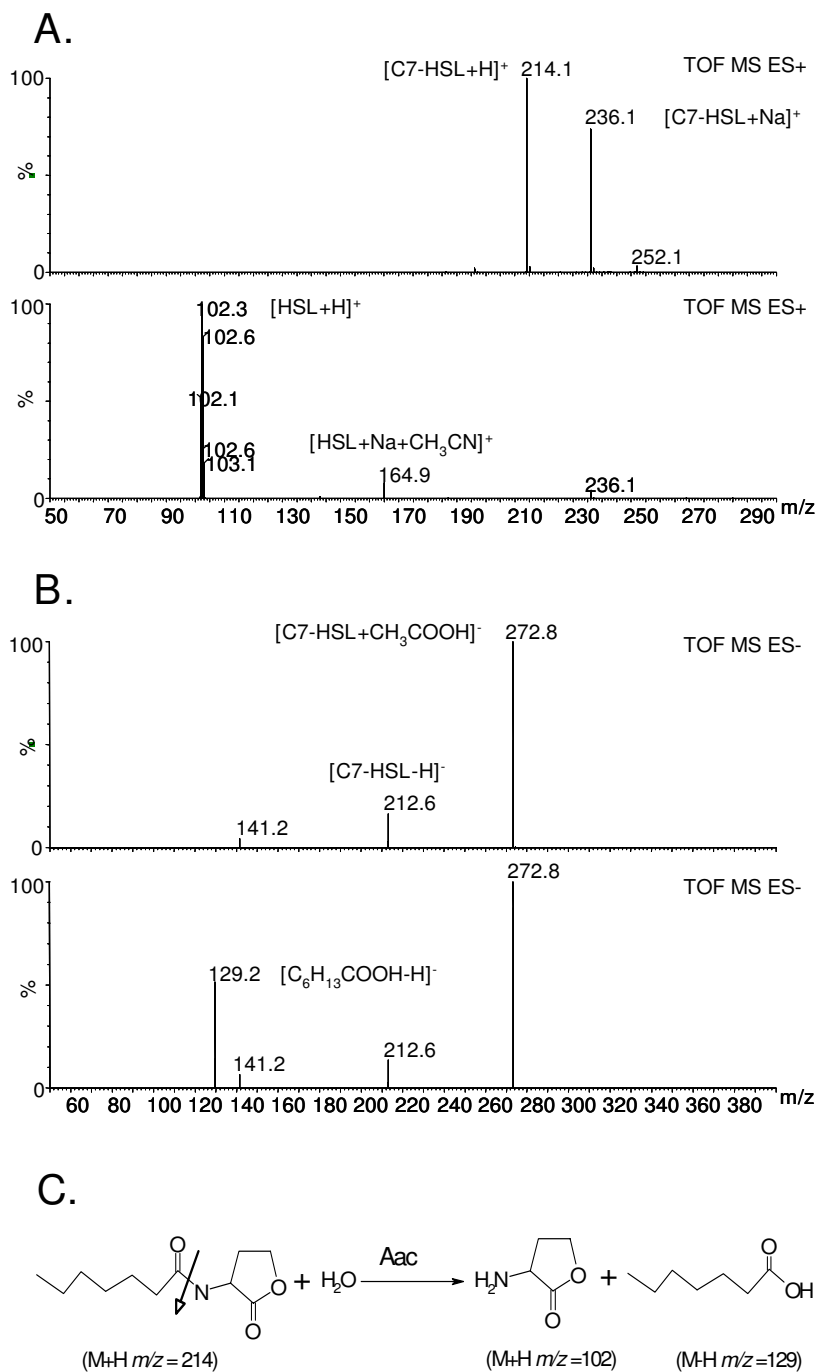 A.
100
[C7-HSL+H]⁺ 214.1
TOF MS ES+
236.1 [C7-HSL+Na]⁺
%
252.1
0
100
102.3 [HSL+H]⁺
TOF MS ES+
102.6
102.1
%
[HSL+Na+CH₃CN]⁺
102.6
103.1
164.9
236.1
0
50 70 90 110 130 150 170 190 210 230 250 270 290 m/z
B.
[C7-HSL+CH₃COOH]⁻ 272.8
100
TOF MS ES-
%
[C7-HSL-H]⁻
212.6
141.2
0
100
272.8
TOF MS ES-
129.2 [C₆H₁₃COOH-H]⁻
%
141.2
212.6
0
60 80 100 120 140 160 180 200 220 240 260 280 300 320 340 360 380 m/z
C.
O
N
O
O
+ H₂O
Aac
H₂N
O
O
+
O
OH
(M+H m/z = 214)
(M+H m/z =102)
(M-H m/z =129)